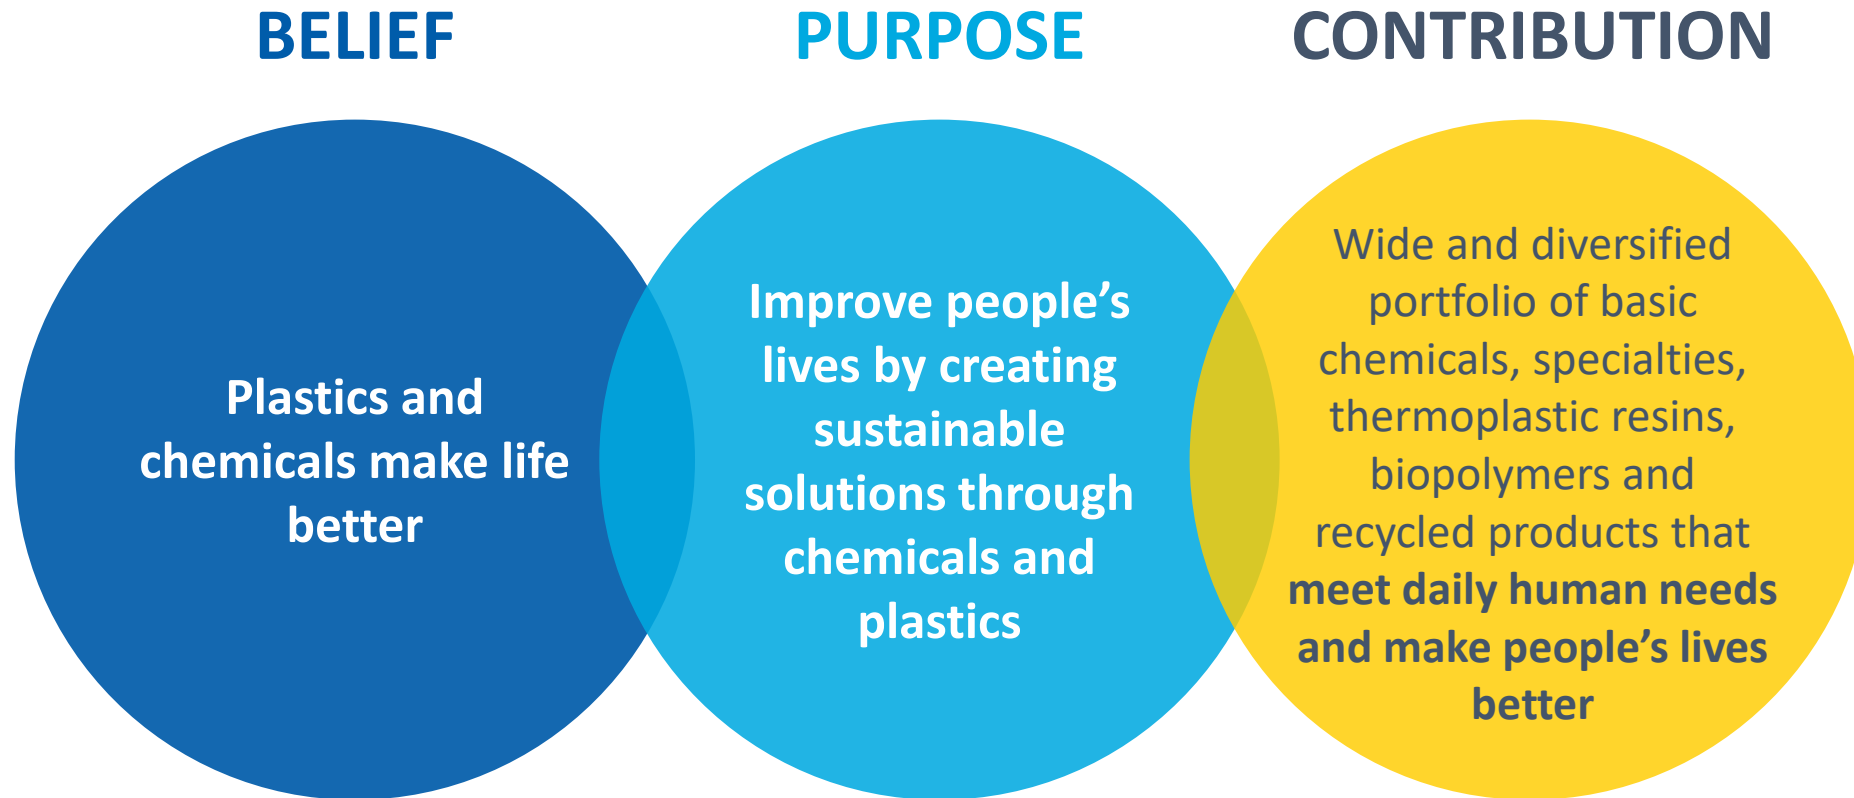 BELIEF
PURPOSE
CONTRIBUTION
Plastics and
chemicals make life
better
Improve people’s
lives by creating
sustainable
solutions through
chemicals and
plastics
Wide and diversified
portfolio of basic
chemicals, specialties,
thermoplastic resins,
biopolymers and
recycled products that
meet daily human needs
and make people’s lives
better